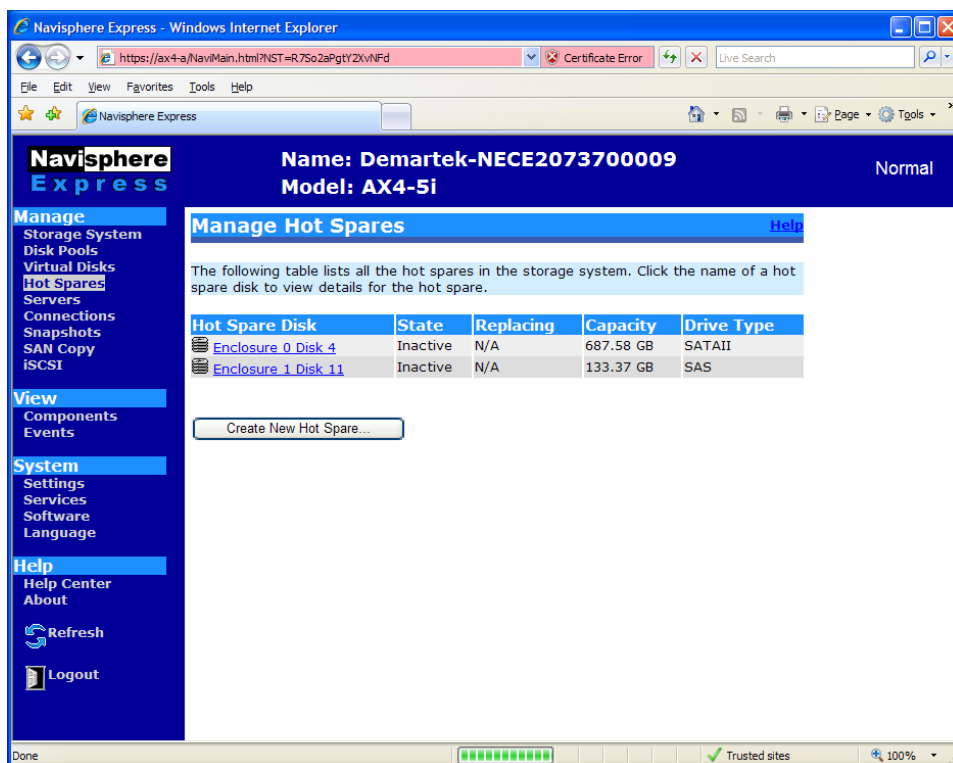 Navisphere Express - Windows Internet Explorer
https://ax4-a/NaviMain.html?NST=R7So2aPgtY2XvNFd
Certificate Error
Live Search
File Edit View Favorites Tools Help
Navisphere Express
Page Tools
Navisphere
Express
Name: Demartek-NECE2073700009
Model: AX4-5i
Normal
Manage
Storage System
Disk Pools
Virtual Disks
Hot Spares
Servers
Connections
Snapshots
SAN Copy
iSCSI
View
Components
Events
System
Settings
Services
Software
Language
Help
Help Center
About
Refresh
Logout
Manage Hot Spares Help
The following table lists all the hot spares in the storage system. Click the name of a hot
spare disk to view details for the hot spare.
Hot Spare Disk State Replacing Capacity Drive Type
Enclosure 0 Disk 4 Inactive N/A 687.58 GB SATAII
Enclosure 1 Disk 11 Inactive N/A 133.37 GB SAS
Create New Hot Spare...
Done
Trusted sites
100%